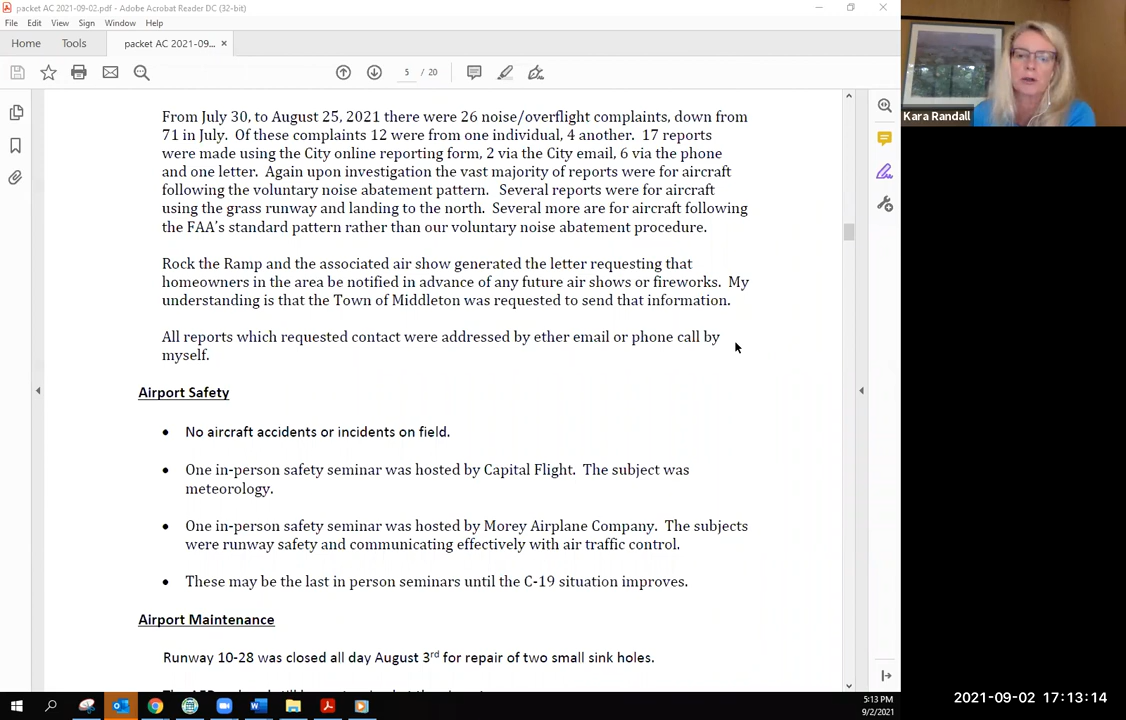 packet AC 2021-09-02.pdf - Adobe Acrobat Reader DC (32-bit)
File Edit View Sign Window Help
Home Tools packet AC 2021-09... ×
5 / 20
From July 30, to August 25, 2021 there were 26 noise/overflight complaints, down from
71 in July. Of these complaints 12 were from one individual, 4 another. 17 reports
were made using the City online reporting form, 2 via the City email, 6 via the phone
and one letter. Again upon investigation the vast majority of reports were for aircraft
following the voluntary noise abatement pattern. Several reports were for aircraft
using the grass runway and landing to the north. Several more are for aircraft following
the FAA's standard pattern rather than our voluntary noise abatement procedure.
Rock the Ramp and the associated air show generated the letter requesting that
homeowners in the area be notified in advance of any future air shows or fireworks. My
understanding is that the Town of Middleton was requested to send that information.
All reports which requested contact were addressed by ether email or phone call by
myself.
Airport Safety
• No aircraft accidents or incidents on field.
• One in-person safety seminar was hosted by Capital Flight. The subject was
meteorology.
• One in-person safety seminar was hosted by Morey Airplane Company. The subjects
were runway safety and communicating effectively with air traffic control.
• These may be the last in person seminars until the C-19 situation improves.
Airport Maintenance
Runway 10-28 was closed all day August 3rd for repair of two small sink holes.
Kara Randall
5:13 PM
9/2/2021
2021-09-02 17:13:14